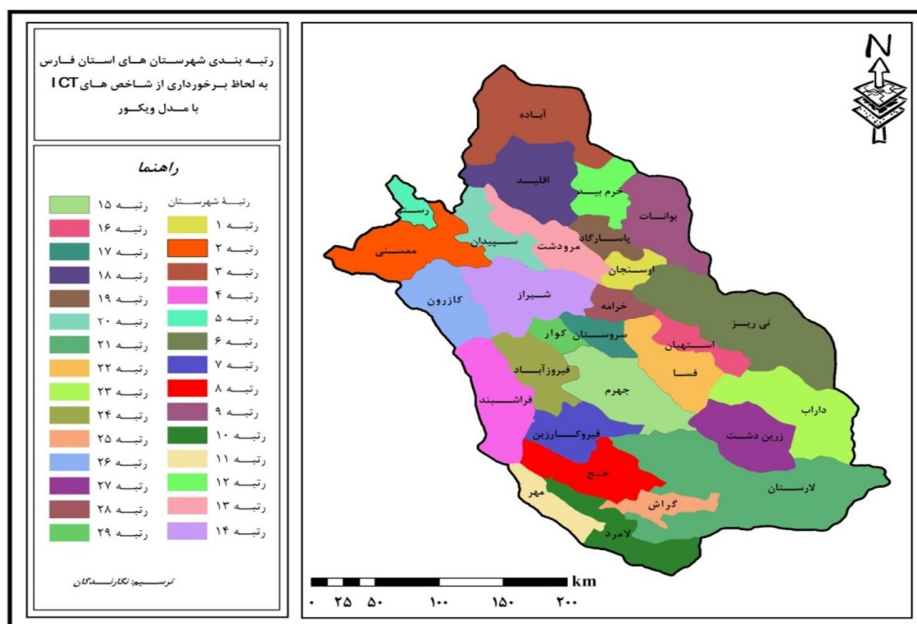 رتبه بندی شهرستان های استان فارس
به لحاظ برخورداری از شاخص های ICT
با مدل ویکور
راهنما
رتبة شهرستان
رتبه ۱
رتبه ۲
رتبه ۳
رتبه ۴
رتبه ۵
رتبه ۶
رتبه ۷
رتبه ۸
رتبه ۹
رتبه ۱۰
رتبه ۱۱
رتبه ۱۲
رتبه ۱۳
رتبه ۱۴
رتبه ۱۵
رتبه ۱۶
رتبه ۱۷
رتبه ۱۸
رتبه ۱۹
رتبه ۲۰
رتبه ۲۱
رتبه ۲۲
رتبه ۲۳
رتبه ۲۴
رتبه ۲۵
رتبه ۲۶
رتبه ۲۷
رتبه ۲۸
رتبه ۲۹
ترسیم: نگارندگان
N
آباده
اقلید
خرم بید
بوانات
رستم
سپیدان
مرودشت
پاسارگاد
ممسنی
اوسنجان
کازرون
شیراز
خرامه
نی ریز
کوار
سروستان
استهبان
فیروزآباد
فسا
جهرم
فراشبند
داراب
فیروکارزین
زرین دشت
خنج
لارستان
مهر
گراش
لامرد
km
۰ ۲۵ ۵۰ ۱۰۰ ۱۵۰ ۲۰۰